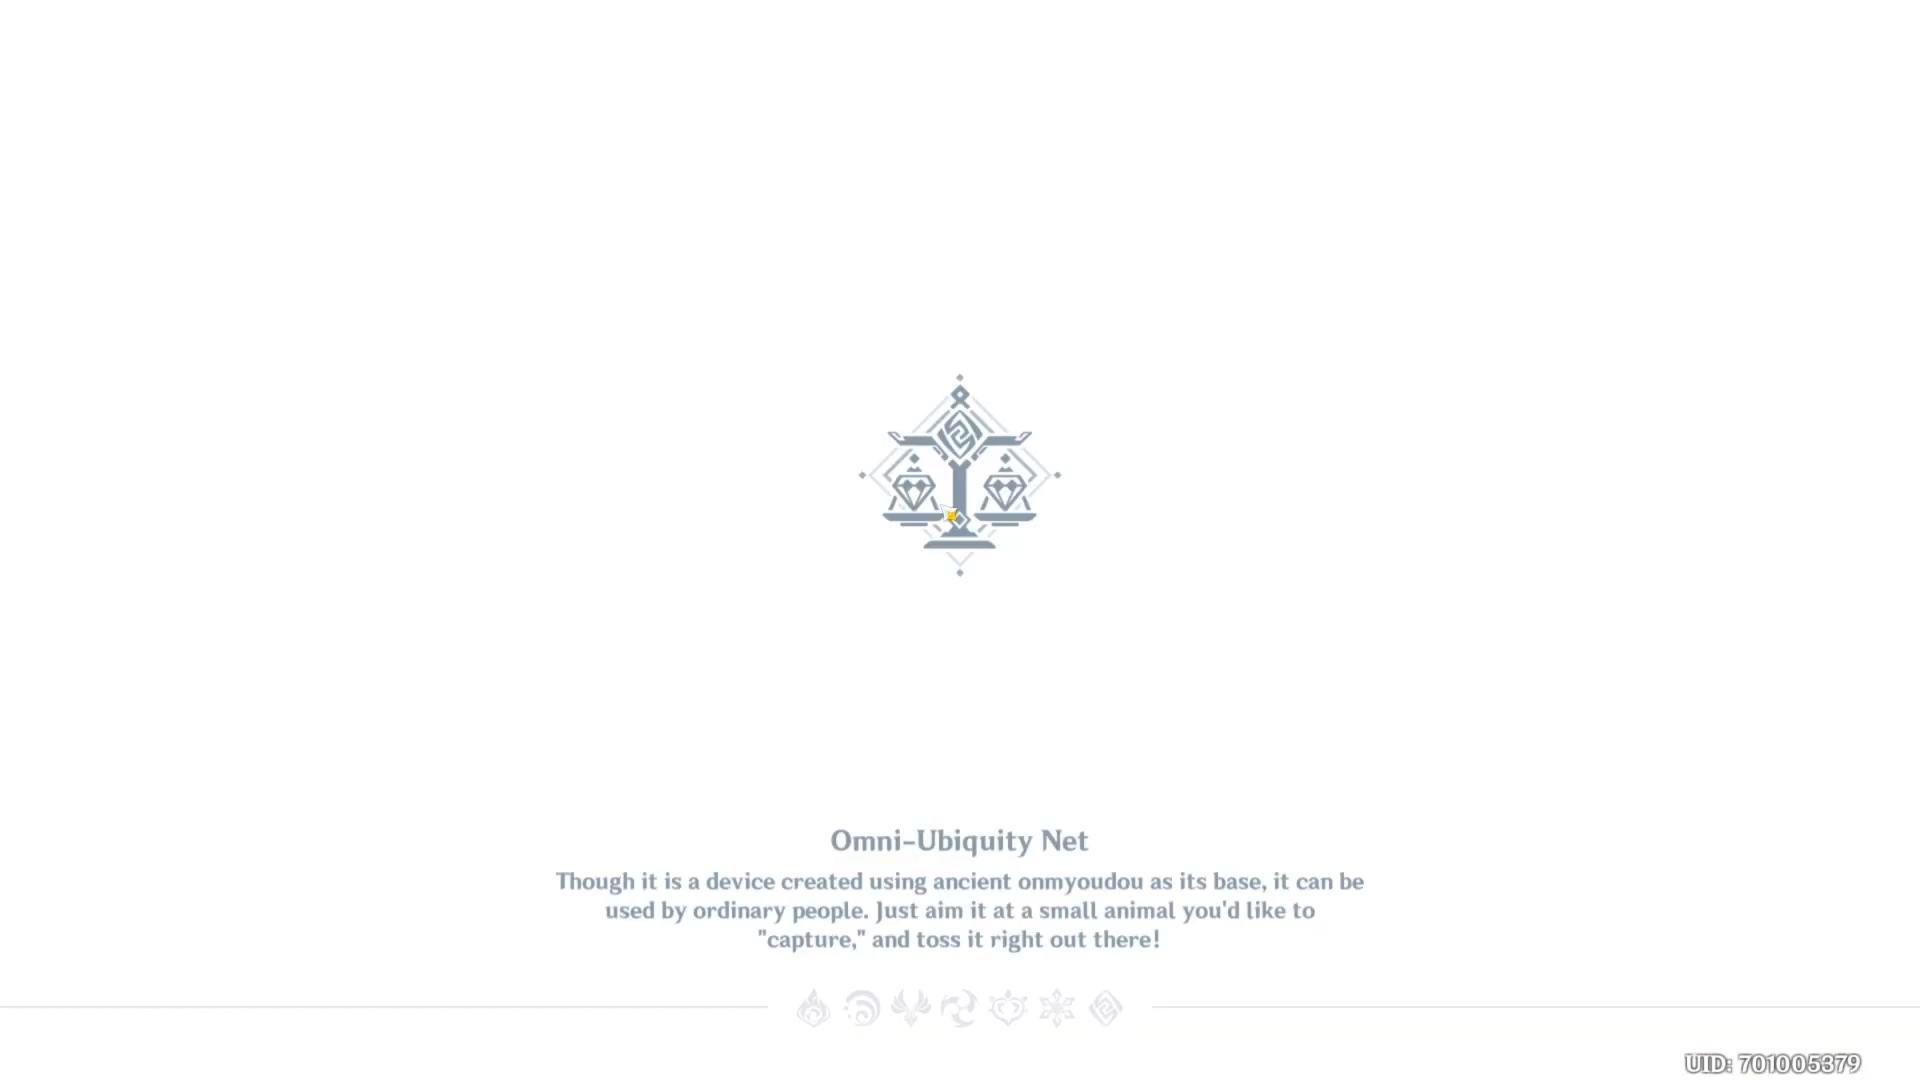 Omni-Ubiquity Net
Though it is a device created using ancient onmyoudou as its base, it can be
used by ordinary people. Just aim it at a small animal you'd like to
"capture," and toss it right out there!
UID: 701005379